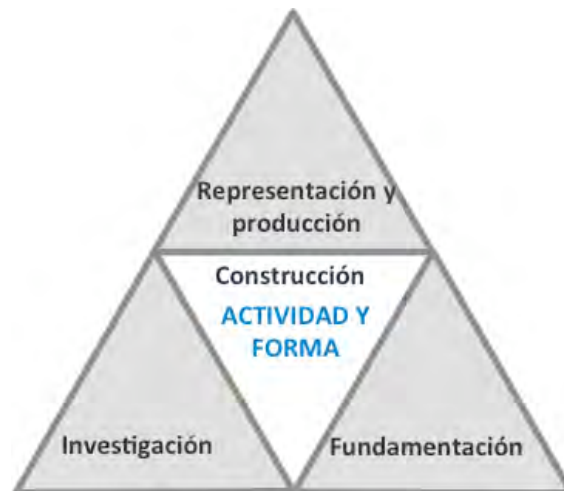 Representación y
producción
Construcción
ACTIVIDAD Y
FORMA
Investigación
Fundamentación